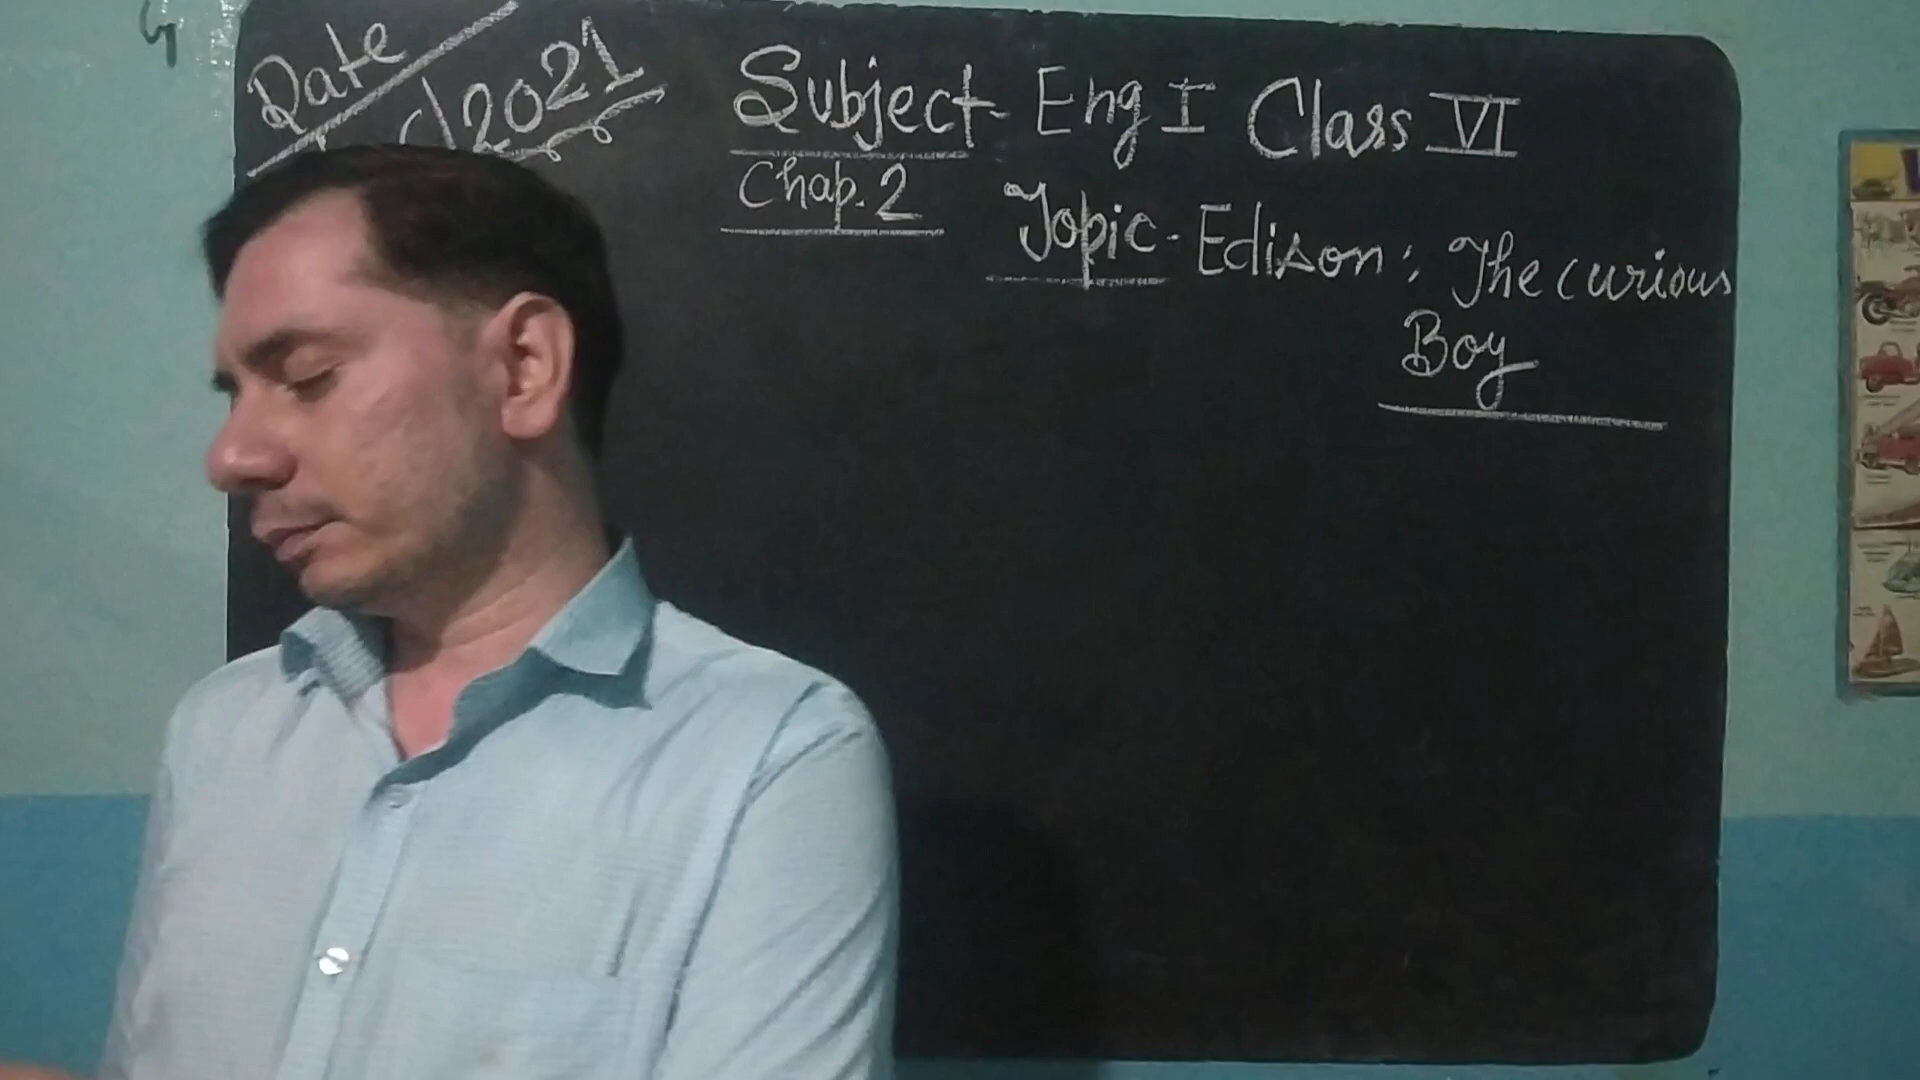 Date
2021
Subject- Eng I Class VI
Chap. 2
Topic- Edison: The curious
Boy